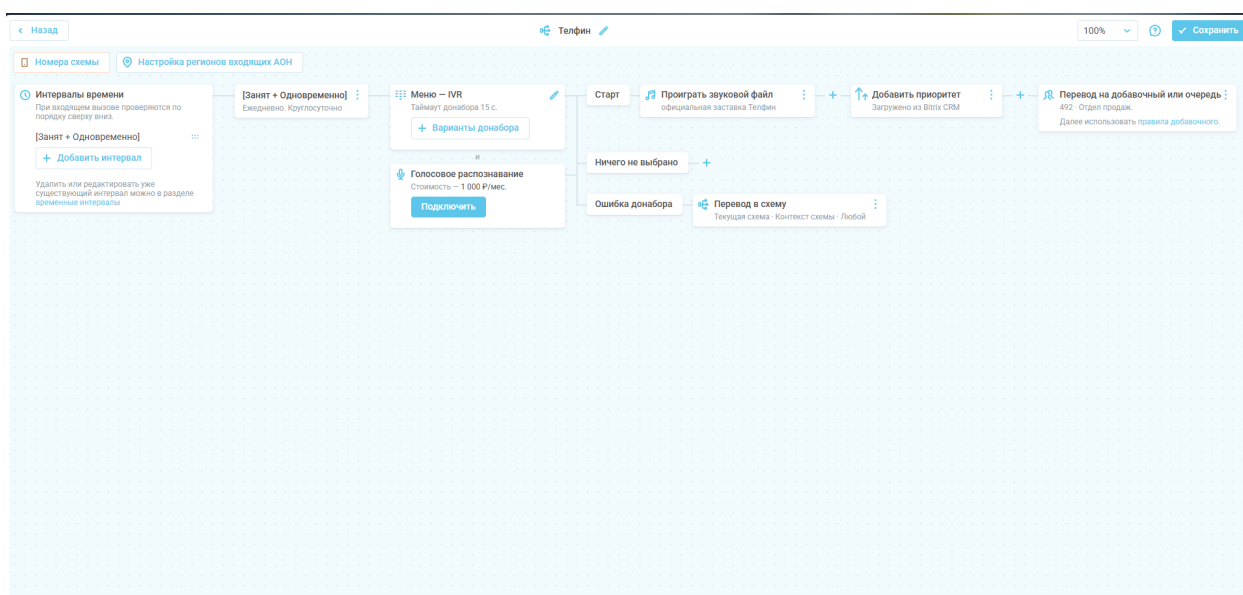 Назад
Телфин
100%
Сохранить
Номера схемы
Настройка регионов входящих АОН
Интервалы времени
При входящем вызове проверяются по
порядку сверху вниз.
[Занят + Одновременно]
+ Добавить интервал
Удалить или редактировать уже
существующий интервал можно в разделе
временные интервалы
[Занят + Одновременно]
Ежедневно. Круглосуточно
Меню — IVR
Таймаут донабора 15 с.
+ Варианты донабора
и
Голосовое распознавание
Стоимость — 1 000 ₽/мес.
Подключить
Старт
Проиграть звуковой файл
официальная заставка Телфин
+
Добавить приоритет
Загружено из Bitrix CRM
+
Перевод на добавочный или очередь
492 · Отдел продаж.
Далее использовать правила добавочного.
Ничего не выбрано
+
Ошибка донабора
Перевод в схему
Текущая схема · Контекст схемы · Любой